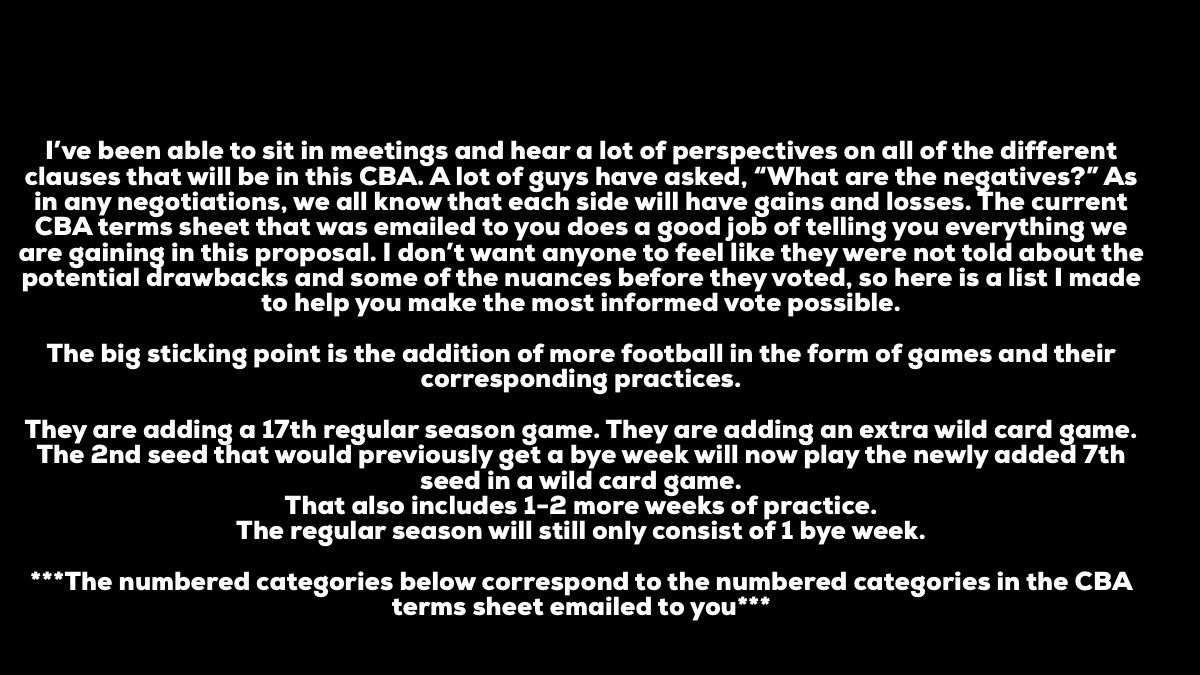 I’ve been able to sit in meetings and hear a lot of perspectives on all of the different
clauses that will be in this CBA. A lot of guys have asked, “What are the negatives?” As
in any negotiations, we all know that each side will have gains and losses. The current
CBA terms sheet that was emailed to you does a good job of telling you everything we
are gaining in this proposal. I don’t want anyone to feel like they were not told about the
potential drawbacks and some of the nuances before they voted, so here is a list I made
to help you make the most informed vote possible.
The big sticking point is the addition of more football in the form of games and their
corresponding practices.
They are adding a 17th regular season game. They are adding an extra wild card game.
The 2nd seed that would previously get a bye week will now play the newly added 7th
seed in a wild card game.
That also includes 1-2 more weeks of practice.
The regular season will still only consist of 1 bye week.
***The numbered categories below correspond to the numbered categories in the CBA
terms sheet emailed to you***